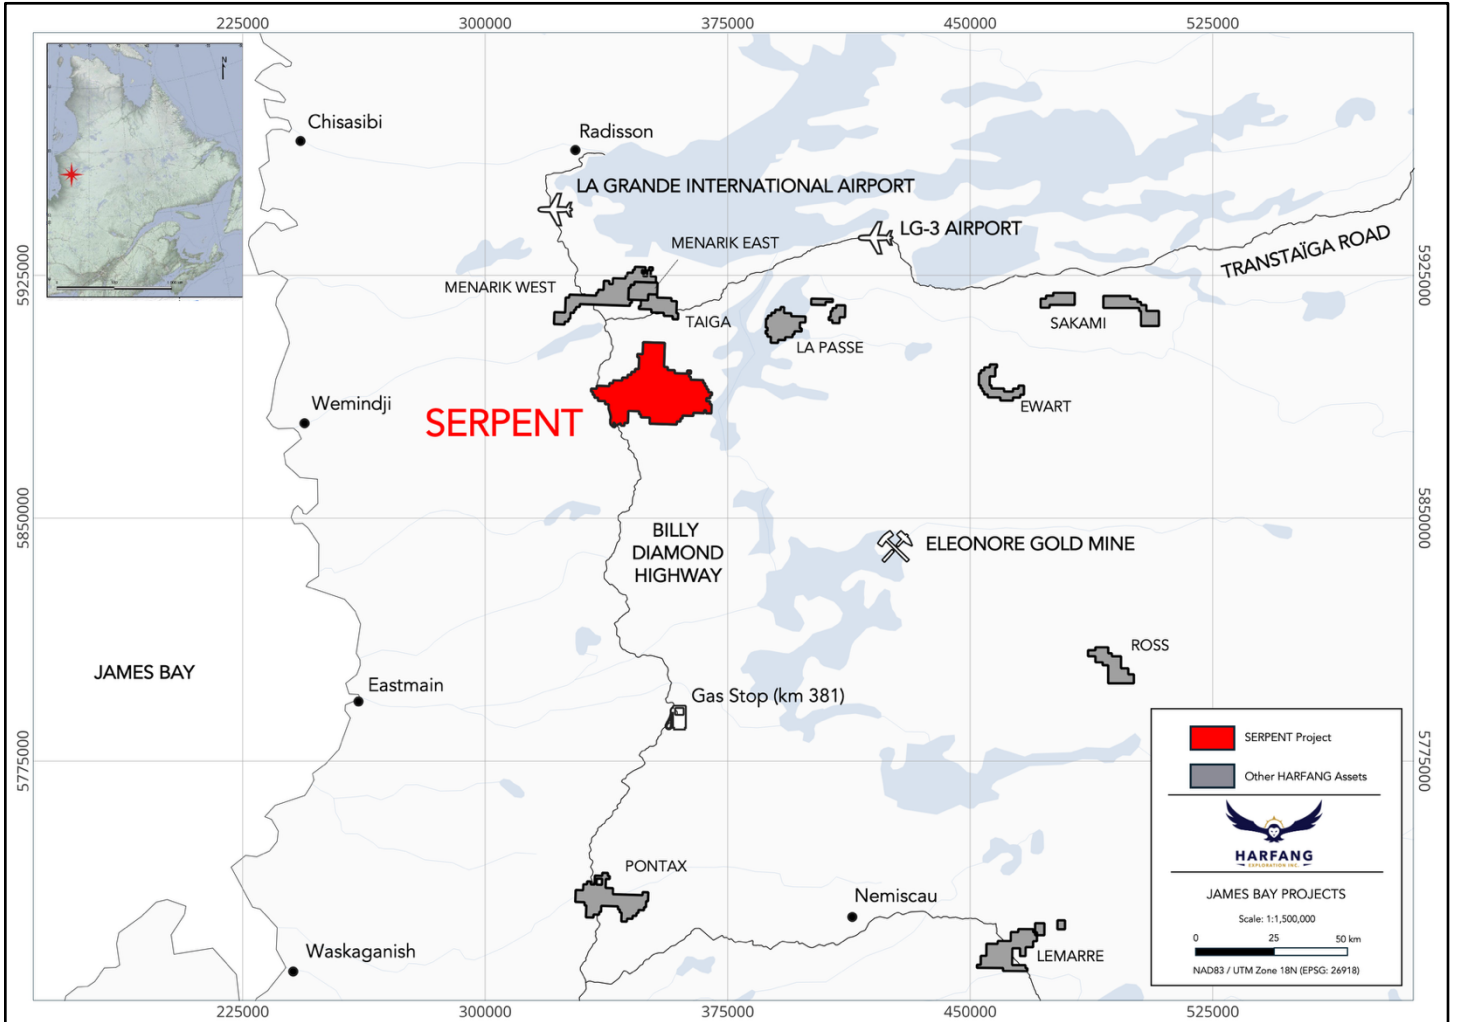 225000 300000 375000 450000 525000
N
Chisasibi
Radisson
LA GRANDE INTERNATIONAL AIRPORT
LG-3 AIRPORT
MENARIK EAST
TRANSTAÏGA ROAD
5925000
5925000
MENARIK WEST
TAIGA
SAKAMI
LA PASSE
Wemindji
SERPENT
EWART
5850000
5850000
BILLY
DIAMOND
HIGHWAY
ELEONORE GOLD MINE
ROSS
JAMES BAY
Eastmain
Gas Stop (km 381)
5775000
5775000
SERPENT Project
Other HARFANG Assets
HARFANG
EXPLORATION INC.
JAMES BAY PROJECTS
Scale: 1:1,500,000
0 25 50 km
NAD83 / UTM Zone 18N (EPSG: 26918)
PONTAX
Nemiscau
LEMARRE
Waskaganish
225000 300000 375000 450000 525000